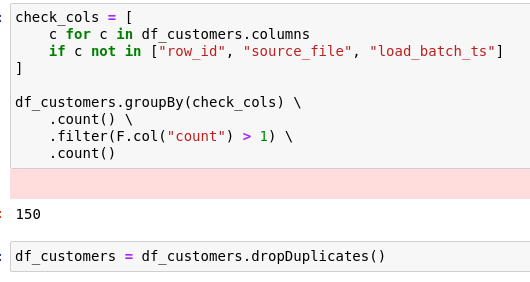 check_cols = [
    c for c in df_customers.columns
    if c not in ["row_id", "source_file", "load_batch_ts"]
]
df_customers.groupBy(check_cols) \
    .count() \
    .filter(F.col("count") > 1) \
    .count()
150
df_customers = df_customers.dropDuplicates()